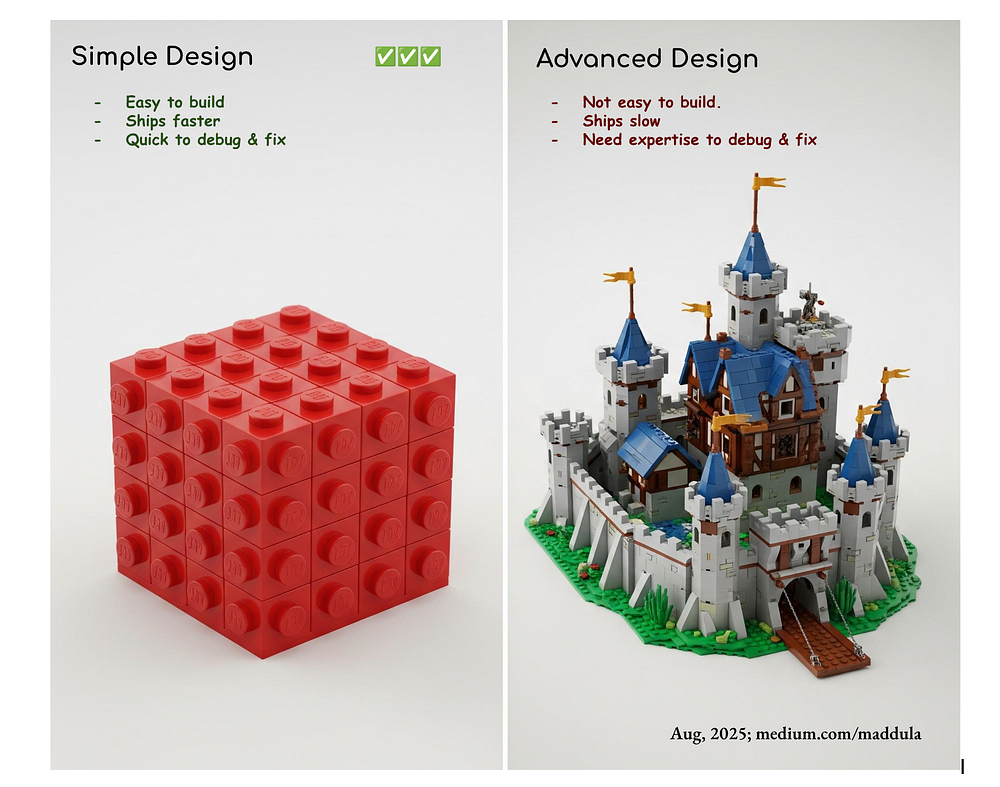 Simple Design ✅✅✅
- Easy to build
- Ships faster
- Quick to debug & fix
Advanced Design
- Not easy to build.
- Ships slow
- Need expertise to debug & fix
Aug, 2025; medium.com/maddula